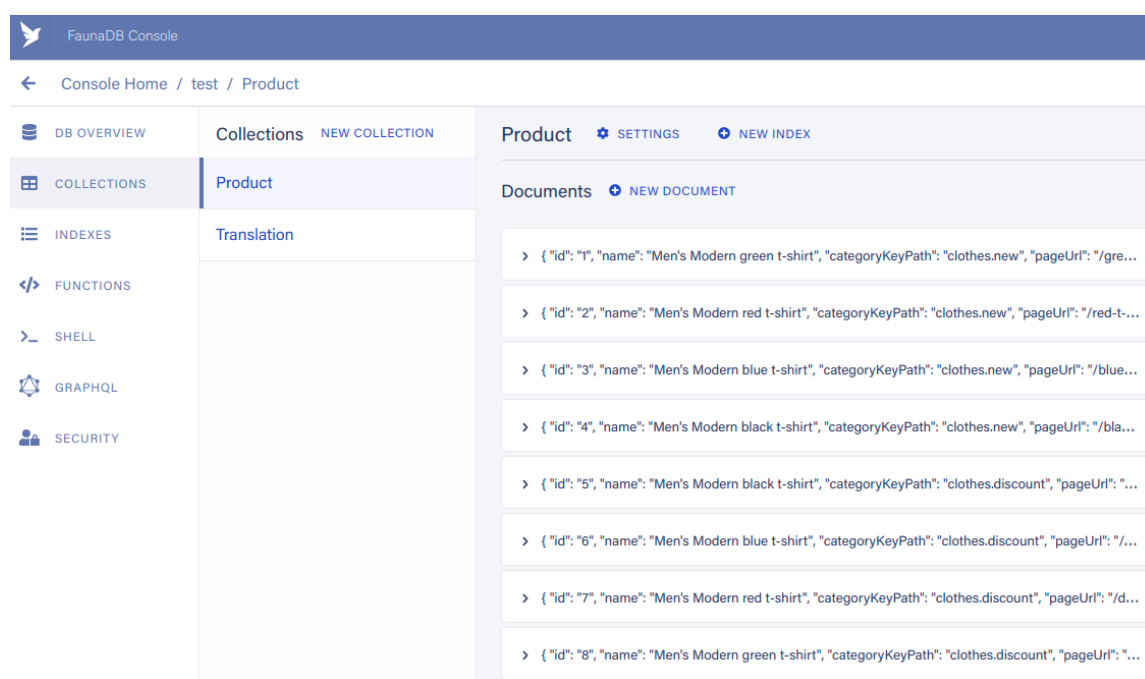 FaunaDB Console
Console Home / test / Product
DB OVERVIEW
COLLECTIONS
INDEXES
FUNCTIONS
SHELL
GRAPHQL
SECURITY
Collections NEW COLLECTION
Product
Translation
Product SETTINGS NEW INDEX
Documents NEW DOCUMENT
{ "id": "1", "name": "Men's Modern green t-shirt", "categoryKeyPath": "clothes.new", "pageUrl": "/gre...
{ "id": "2", "name": "Men's Modern red t-shirt", "categoryKeyPath": "clothes.new", "pageUrl": "/red-t-...
{ "id": "3", "name": "Men's Modern blue t-shirt", "categoryKeyPath": "clothes.new", "pageUrl": "/blue...
{ "id": "4", "name": "Men's Modern black t-shirt", "categoryKeyPath": "clothes.new", "pageUrl": "/bla...
{ "id": "5", "name": "Men's Modern black t-shirt", "categoryKeyPath": "clothes.discount", "pageUrl": "...
{ "id": "6", "name": "Men's Modern blue t-shirt", "categoryKeyPath": "clothes.discount", "pageUrl": "/...
{ "id": "7", "name": "Men's Modern red t-shirt", "categoryKeyPath": "clothes.discount", "pageUrl": "/d...
{ "id": "8", "name": "Men's Modern green t-shirt", "categoryKeyPath": "clothes.discount", "pageUrl": "...